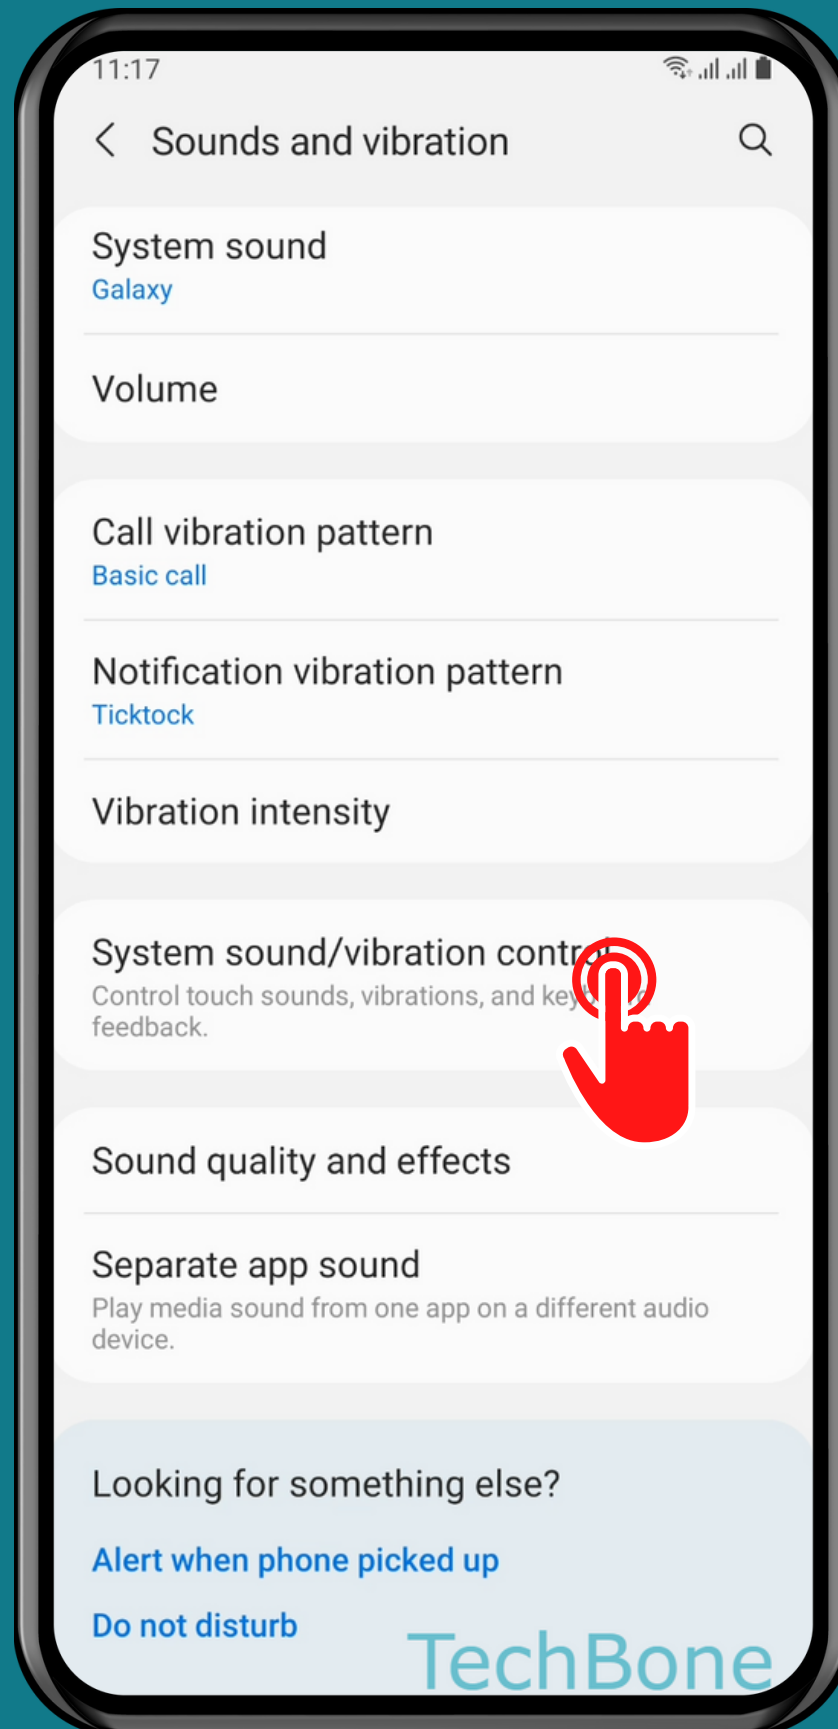 11:17
Sounds and vibration
System sound
Galaxy
Volume
Call vibration pattern
Basic call
Notification vibration pattern
Ticktock
Vibration intensity
System sound/vibration control
Control touch sounds, vibrations, and keyboard
feedback.
Sound quality and effects
Separate app sound
Play media sound from one app on a different audio
device.
Looking for something else?
Alert when phone picked up
Do not disturb
TechBone